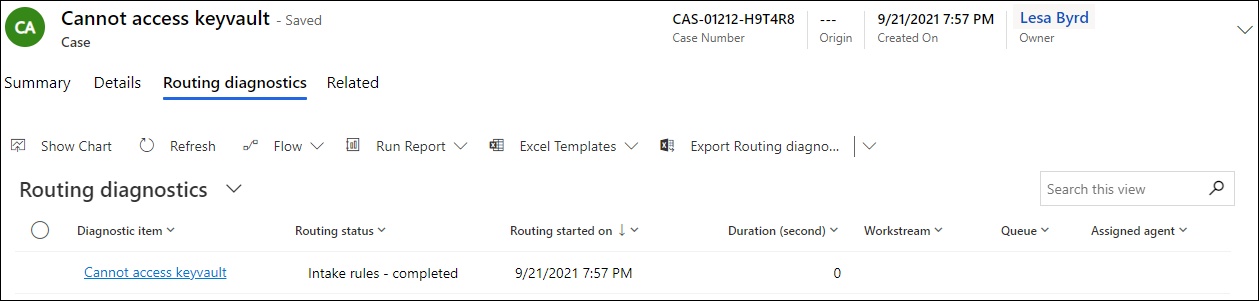 CA Cannot access keyvault - Saved
Case
CAS-01212-H9T4R8 --- 9/21/2021 7:57 PM Lesa Byrd
Case Number Origin Created On Owner
Summary Details Routing diagnostics Related
Show Chart Refresh Flow Run Report Excel Templates Export Routing diagno...
Routing diagnostics
Search this view
Diagnostic item Routing status Routing started on Duration (second) Workstream Queue Assigned agent
Cannot access keyvault Intake rules - completed 9/21/2021 7:57 PM 0